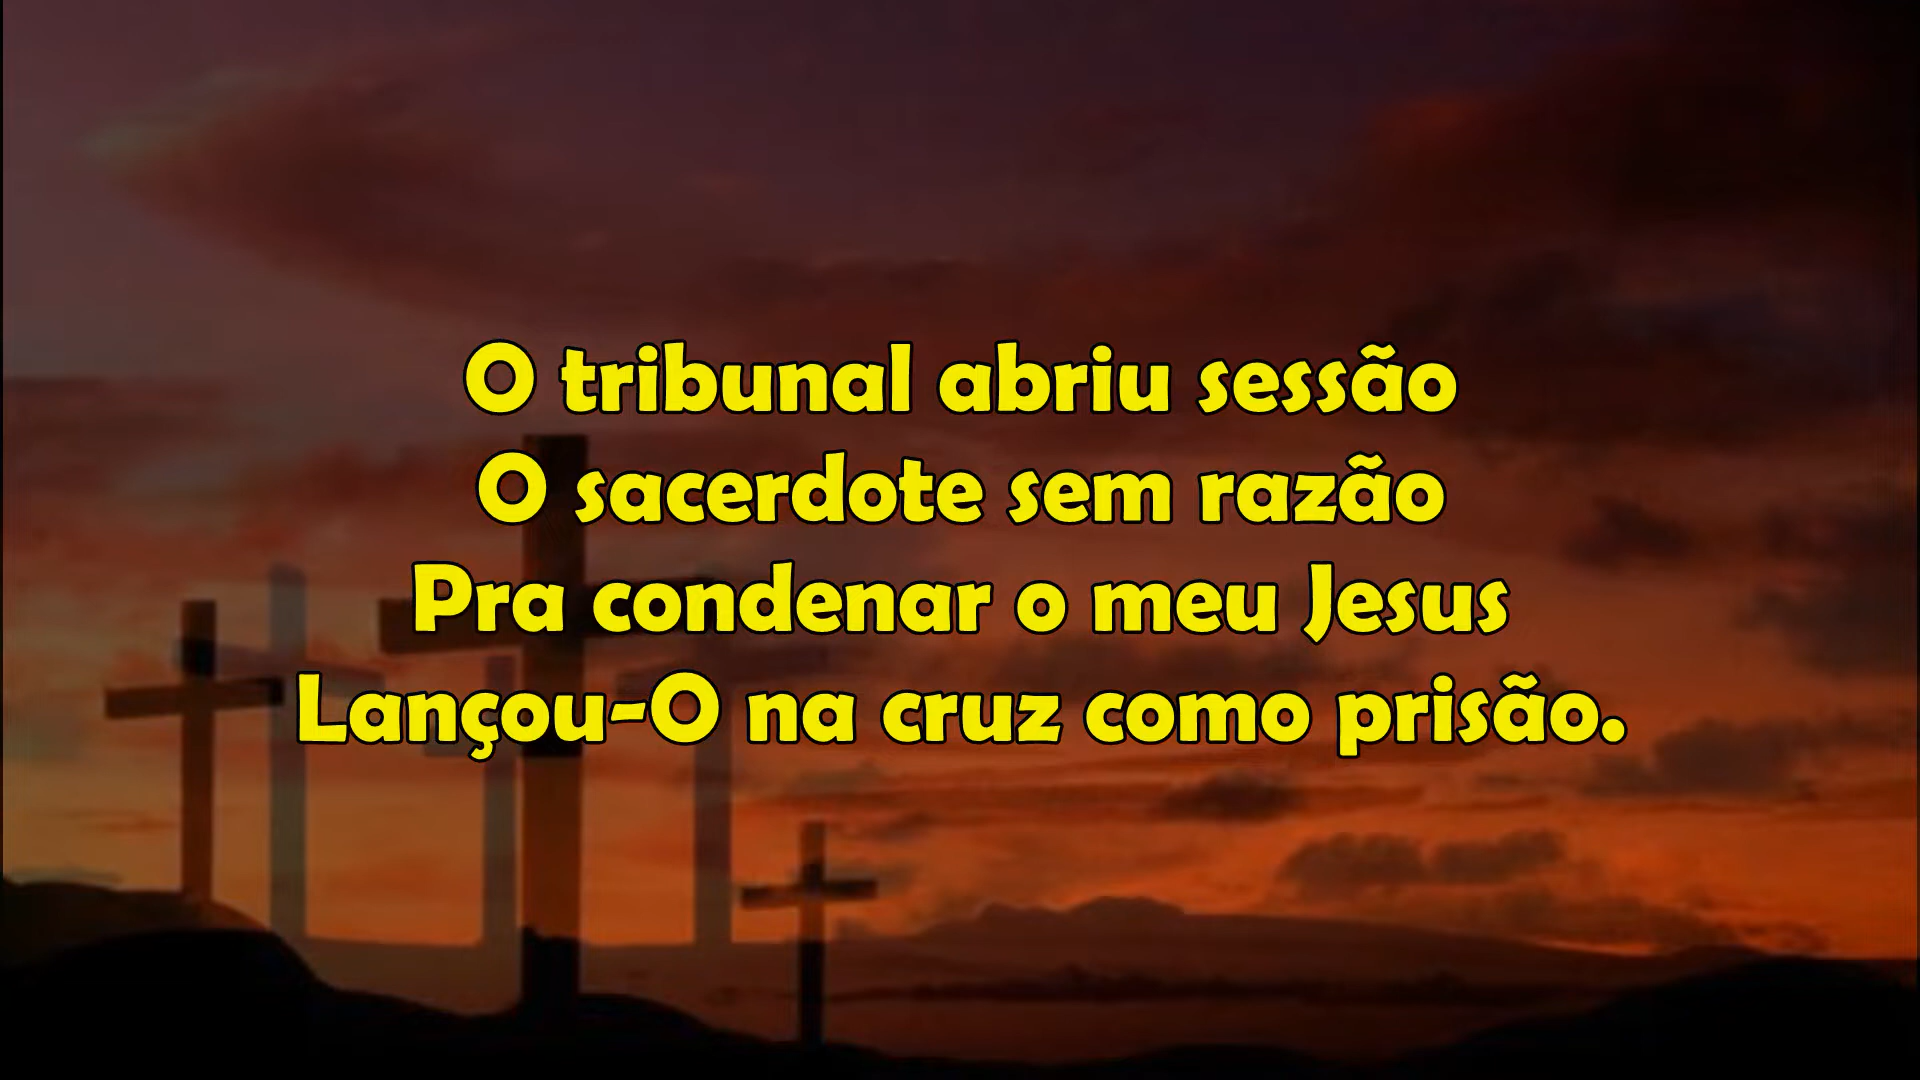 O tribunal abriu sessão
O sacerdote sem razão
Pra condenar o meu Jesus
Lançou-O na cruz como prisão.